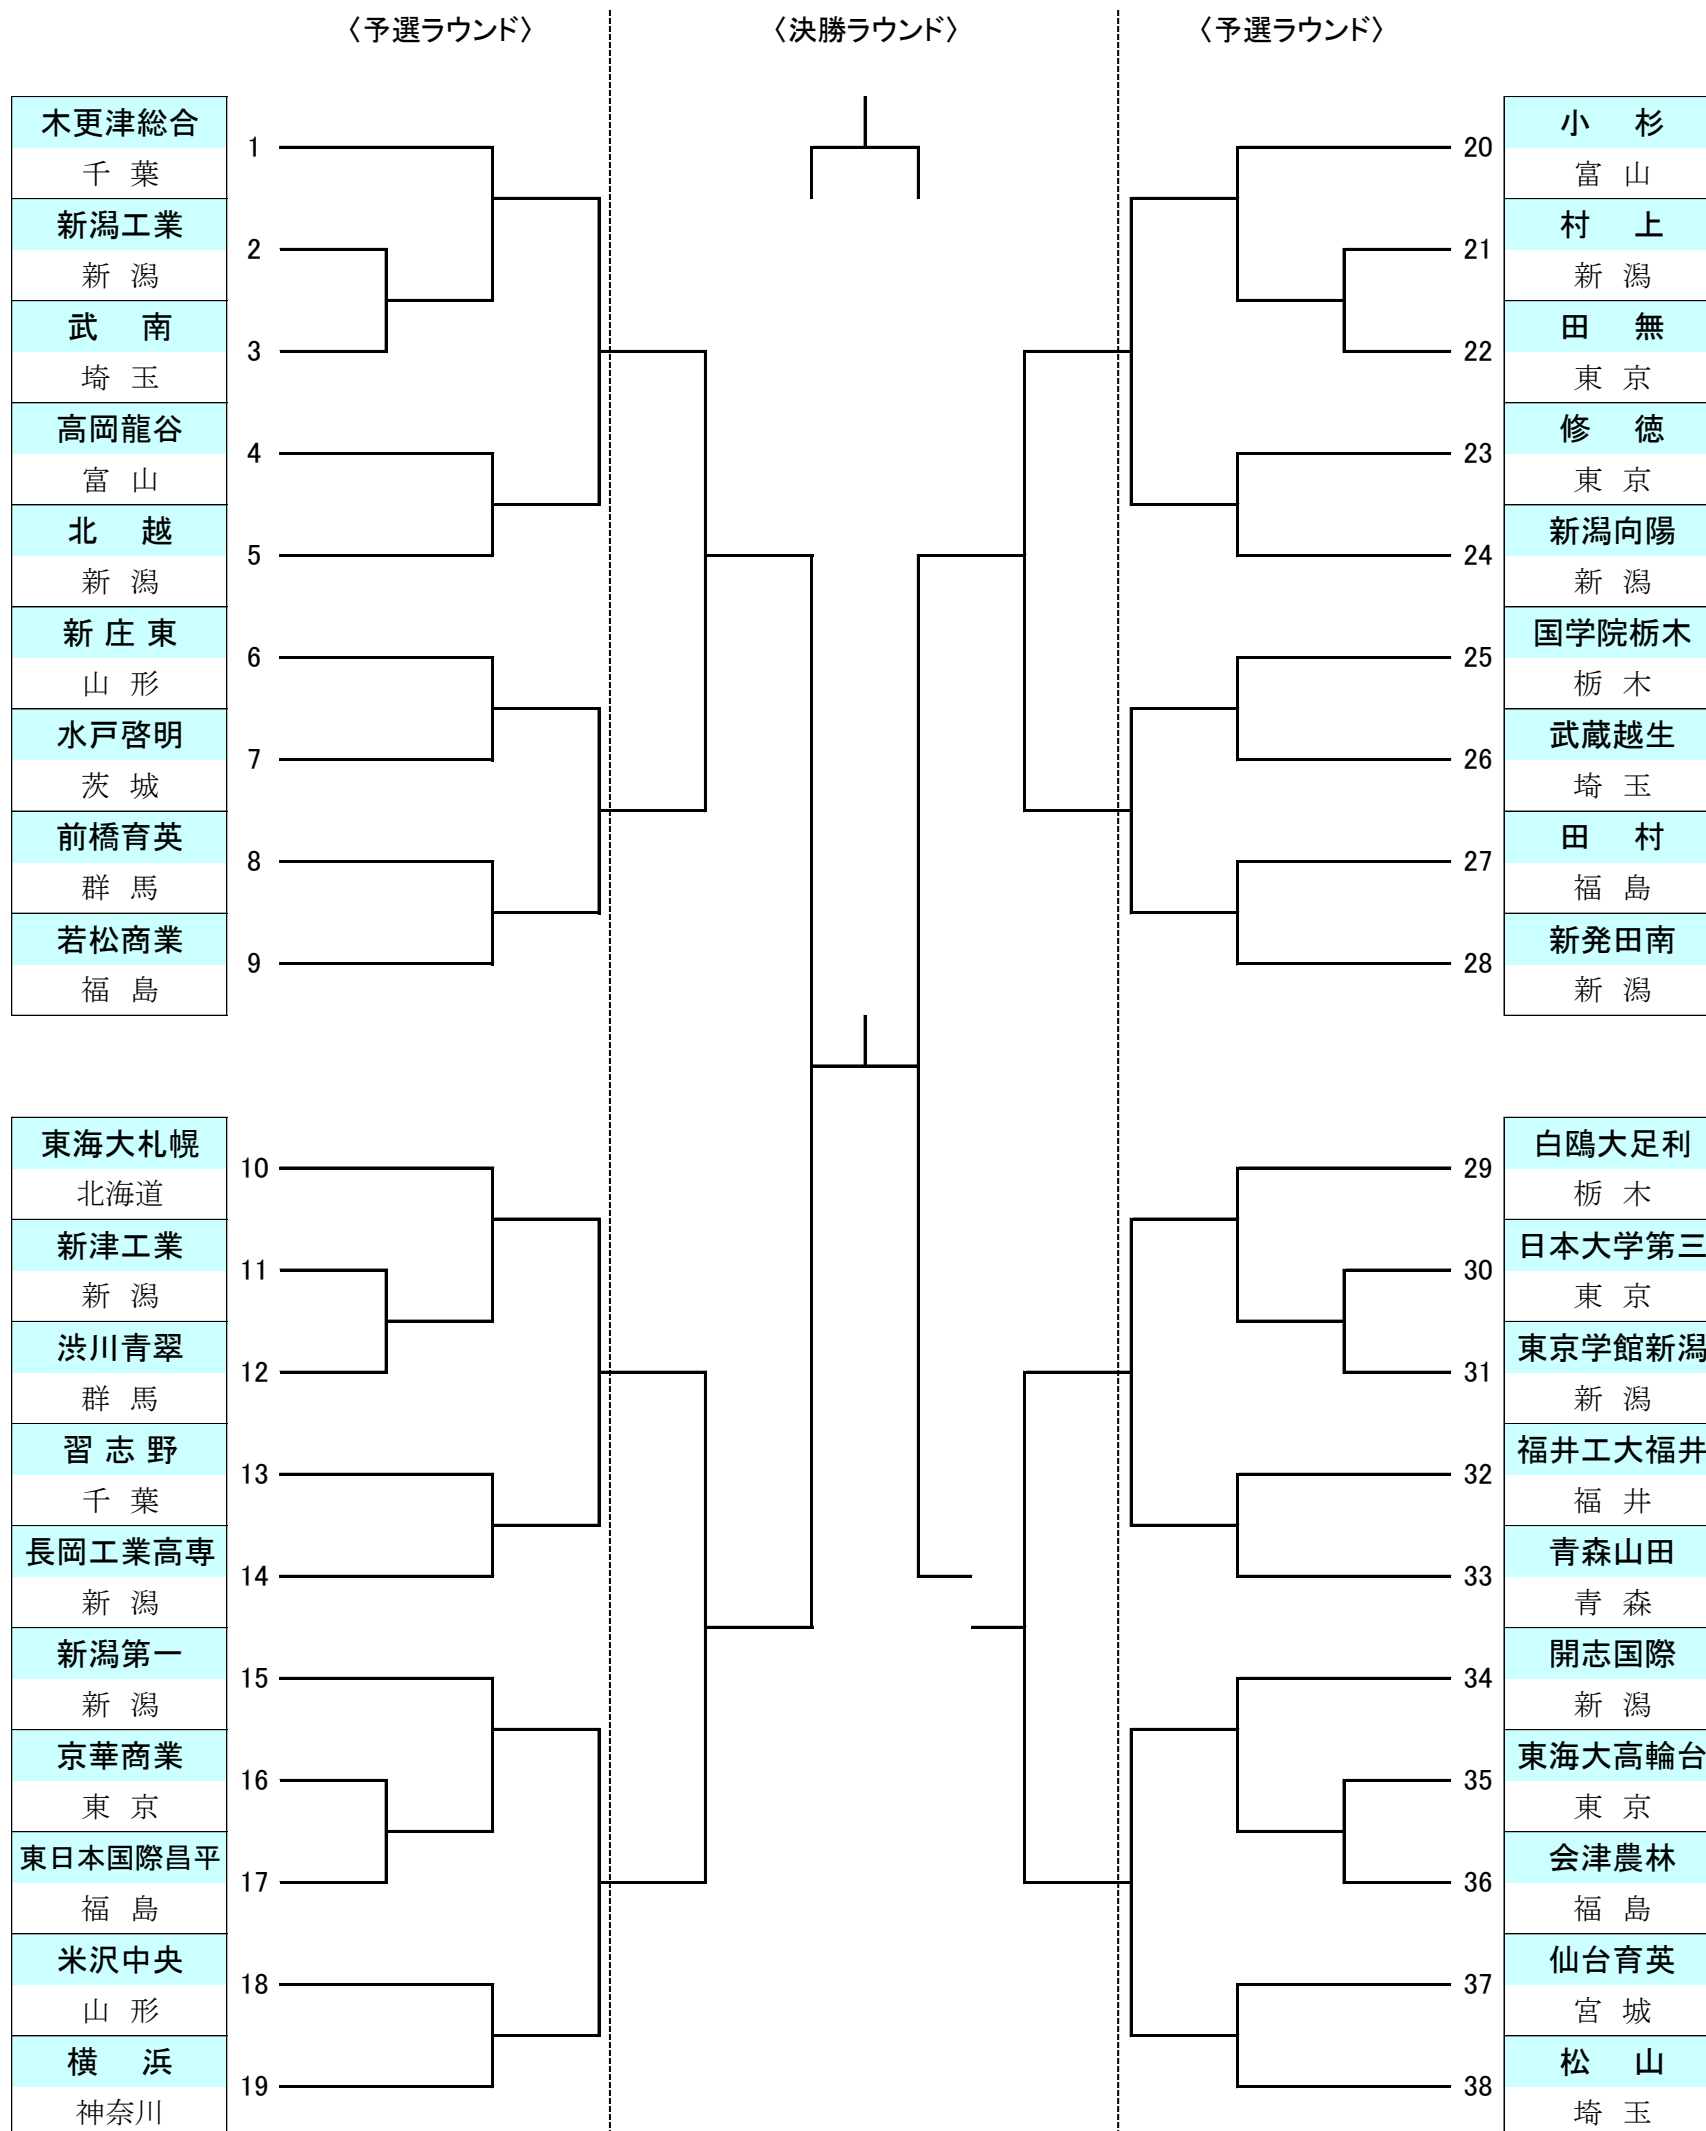 〈予選ラウンド〉
〈決勝ラウンド〉
〈予選ラウンド〉
木更津総合
1
千 葉
新潟工業
2
新 潟
武 南
3
埼 玉
高岡龍谷
4
富 山
北 越
5
新 潟
新 庄 東
6
山 形
水戸啓明
7
茨 城
前橋育英
8
群 馬
若松商業
9
福 島
東海大札幌
10
北海道
新津工業
11
新 潟
渋川青翠
12
群 馬
習 志 野
13
千 葉
長岡工業高専
14
新 潟
新潟第一
15
新 潟
京華商業
16
東 京
東日本国際昌平
17
福 島
米沢中央
18
山 形
横 浜
19
神奈川
小 杉
20
富 山
村 上
21
新 潟
田 無
22
東 京
修 徳
23
東 京
新潟向陽
24
新 潟
国学院栃木
25
栃 木
武蔵越生
26
埼 玉
田 村
27
福 島
新発田南
28
新 潟
白鴎大足利
29
栃 木
日本大学第三
30
東 京
東京学館新潟
31
新 潟
福井工大福井
32
福 井
青森山田
33
青 森
開志国際
34
新 潟
東海大高輪台
35
東 京
会津農林
36
福 島
仙台育英
37
宮 城
松 山
38
埼 玉